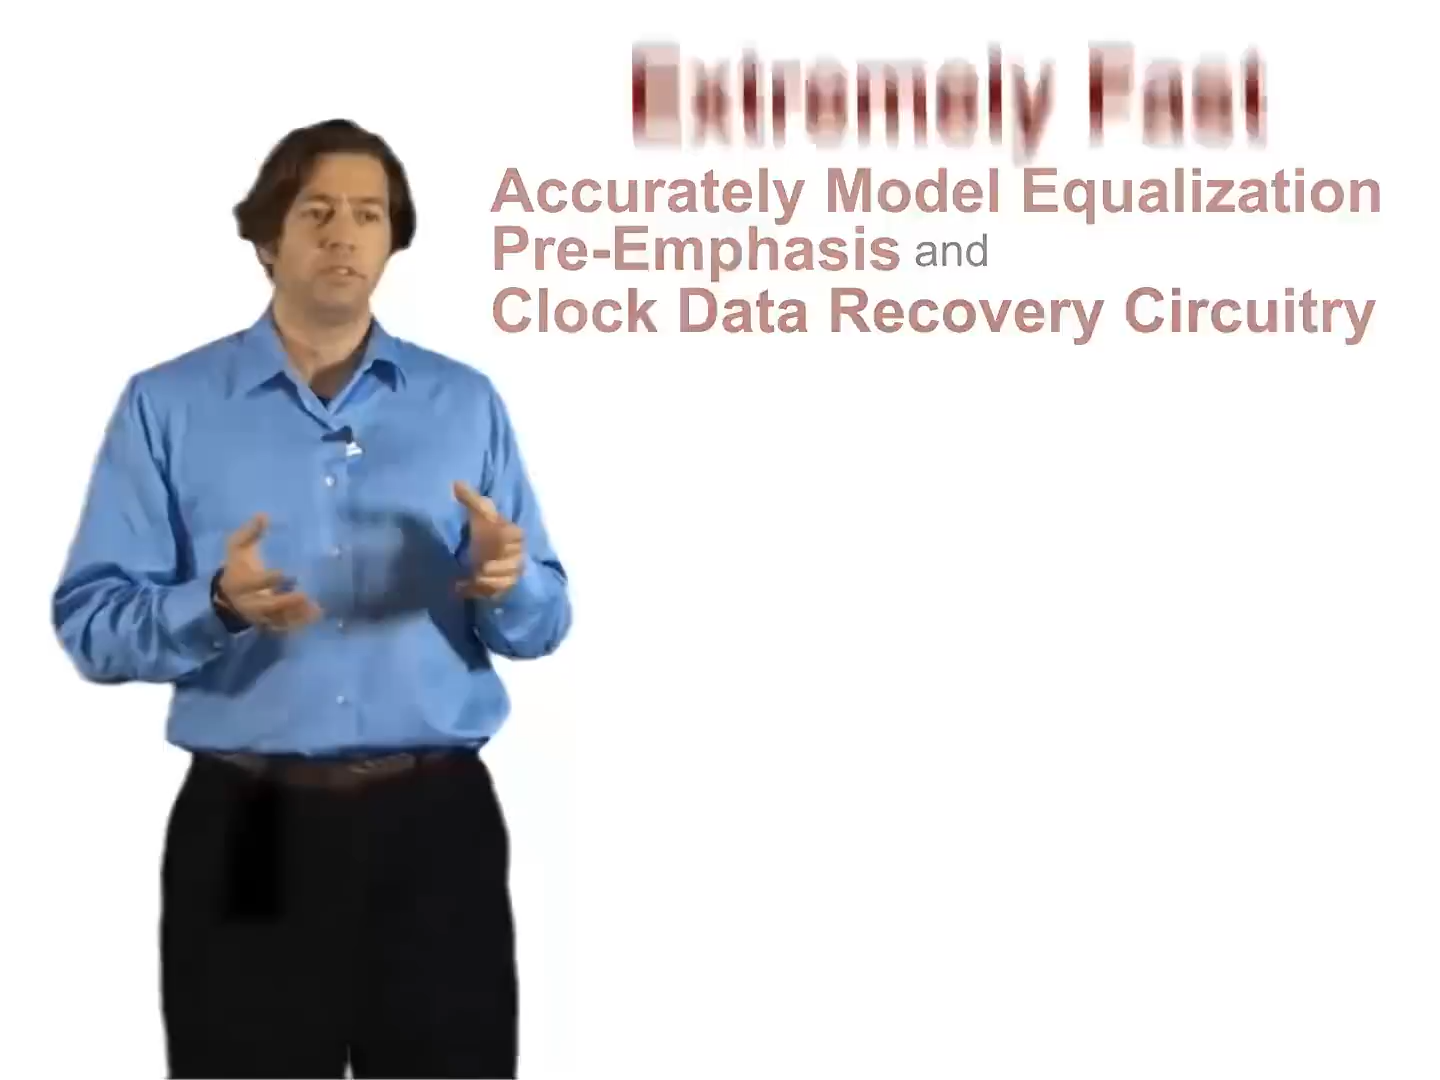 Extremely Fast
Accurately Model Equalization
Pre-Emphasis and
Clock Data Recovery Circuitry